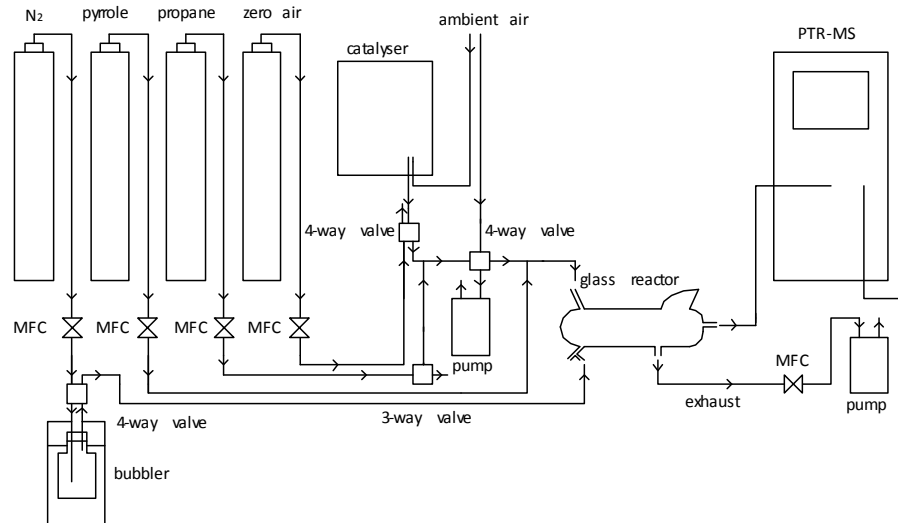 N₂ pyrrole propane zero air ambient air
PTR-MS
catalyser
4-way valve 4-way valve
glass reactor
MFC MFC MFC MFC
pump MFC
exhaust pump
4-way valve 3-way valve
bubbler